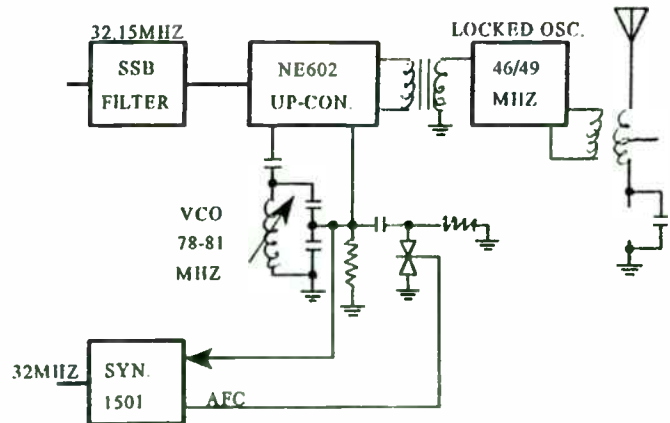 32.15MHZ
SSB
FILTER
NE602
UP-CON.
LOCKED OSC.
46/49
MHZ
VCO
78-81
MHZ
32MHZ
SYN.
1501
AFC